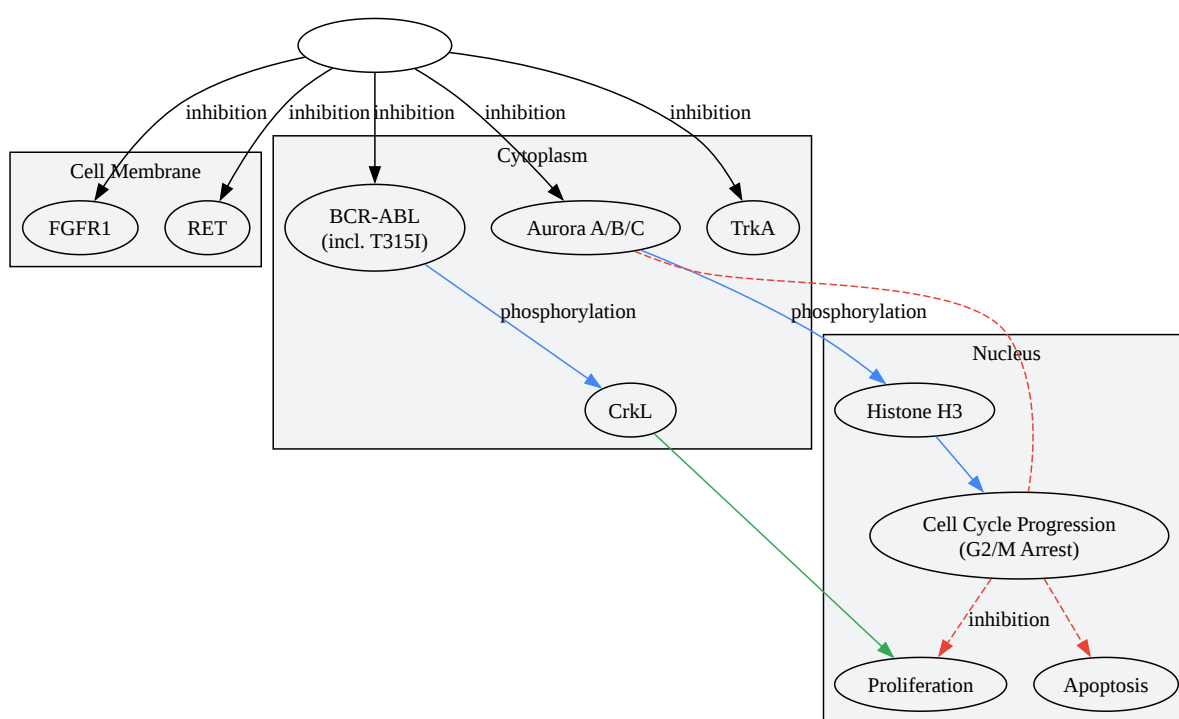 inhibition
inhibition
inhibition
inhibition
inhibition
Cell Membrane
Cytoplasm
FGFR1
RET
BCR-ABL
(incl. T315I)
Aurora A/B/C
TrkA
phosphorylation
phosphorylation
Nucleus
CrkL
Histone H3
Cell Cycle Progression
(G2/M Arrest)
inhibition
Proliferation
Apoptosis